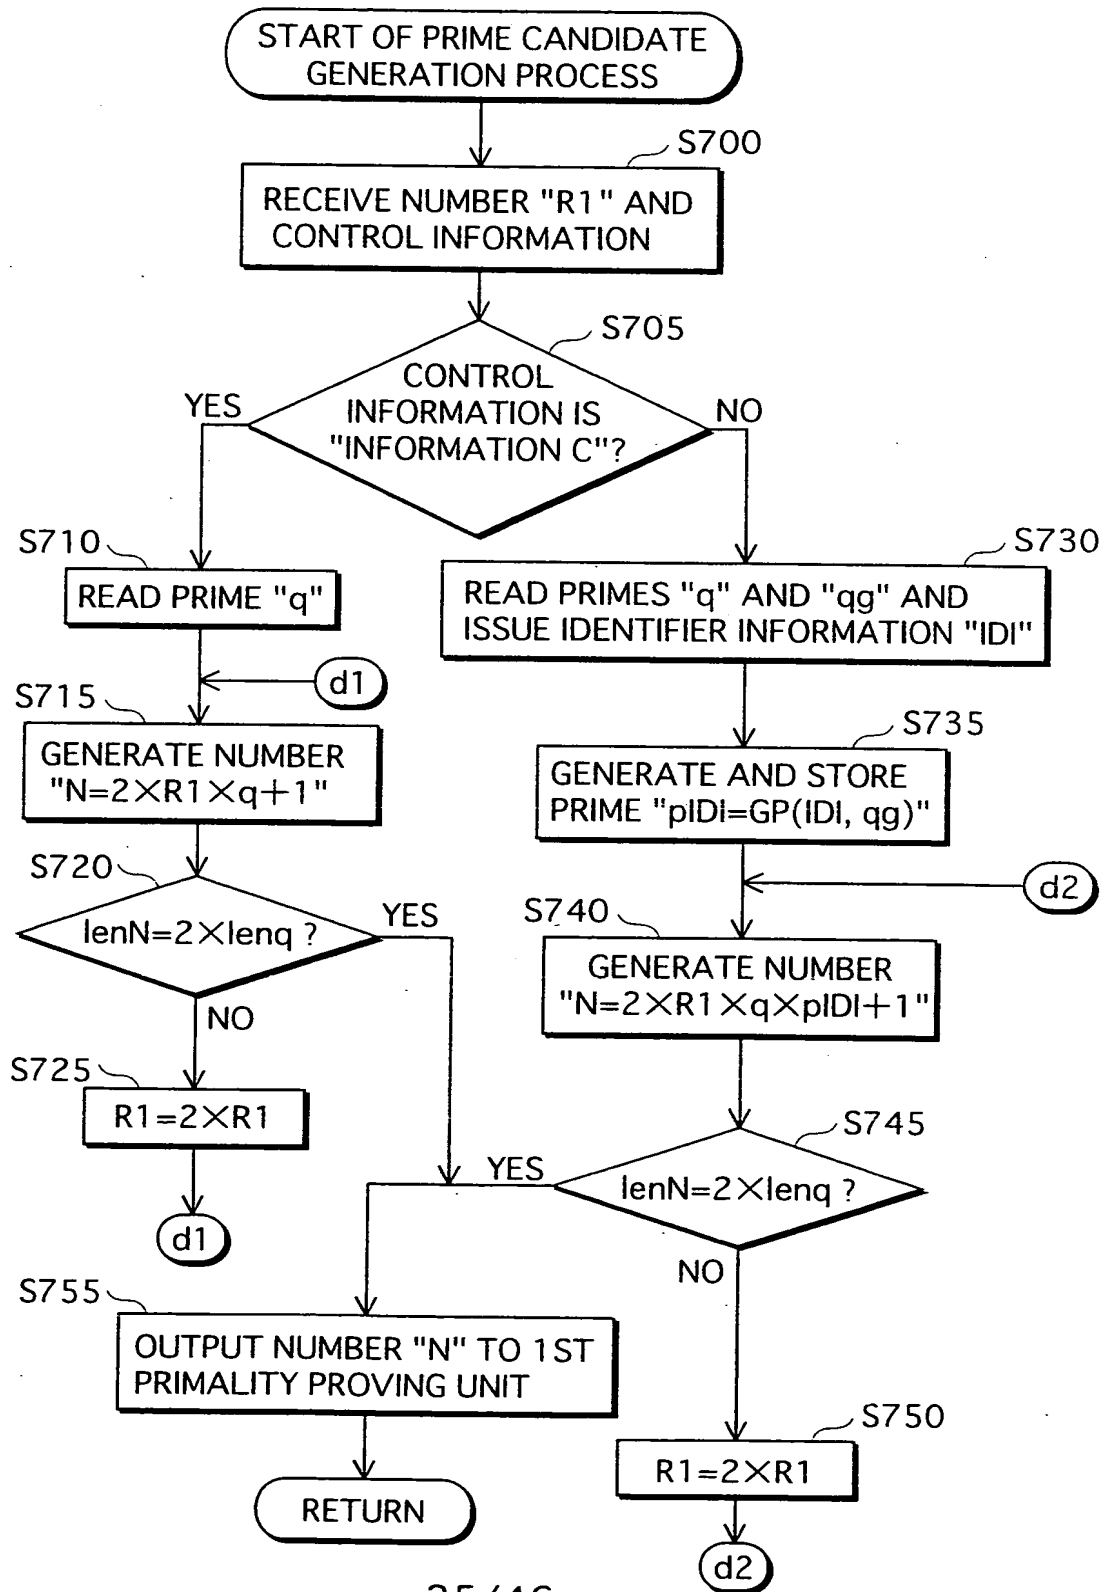 START OF PRIME CANDIDATE
GENERATION PROCESS
S700
RECEIVE NUMBER "R1" AND
CONTROL INFORMATION
S705
CONTROL
INFORMATION IS
"INFORMATION C"?
YES
NO
S710
READ PRIME "q"
d1
S715
GENERATE NUMBER
"N=2×R1×q+1"
S720
lenN=2×lenq ?
YES
NO
S725
R1=2×R1
d1
S730
READ PRIMES "q" AND "qg" AND
ISSUE IDENTIFIER INFORMATION "IDI"
S735
GENERATE AND STORE
PRIME "pIDI=GP(IDI, qg)"
d2
S740
GENERATE NUMBER
"N=2×R1×q×pIDI+1"
S745
lenN=2×lenq ?
YES
NO
S750
R1=2×R1
d2
S755
OUTPUT NUMBER "N" TO 1ST
PRIMALITY PROVING UNIT
RETURN